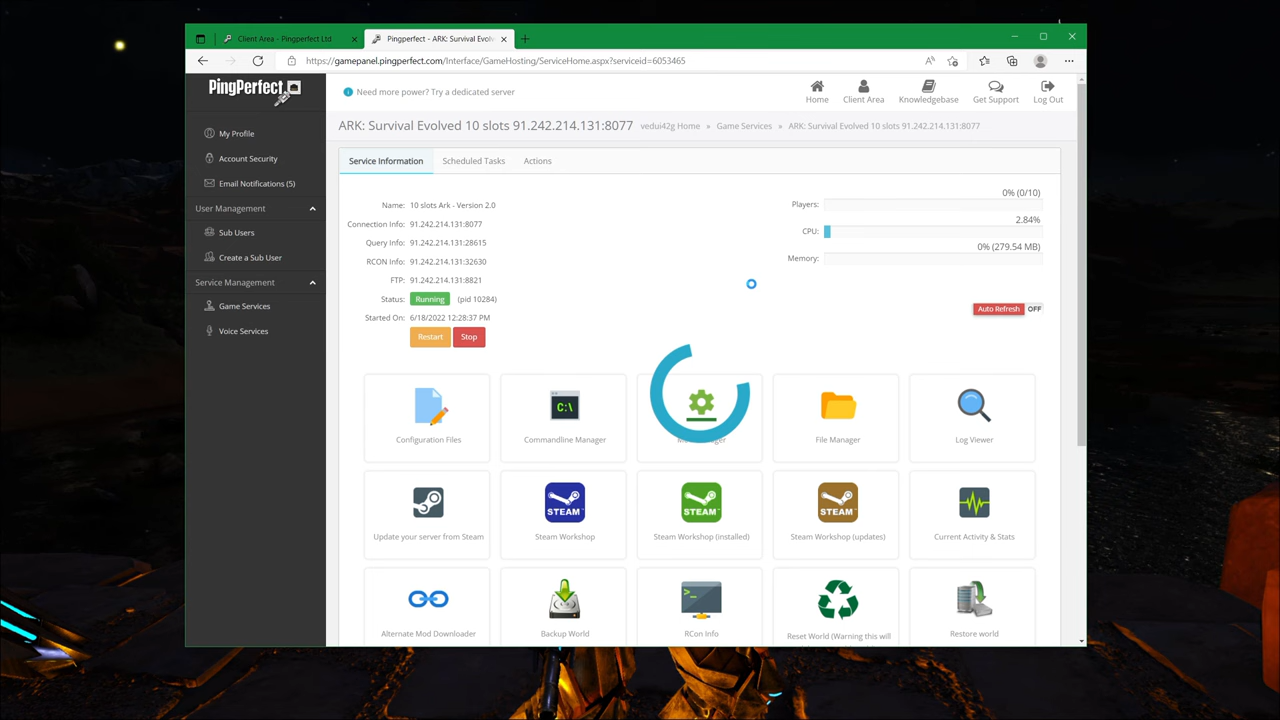 Client Area - Pingperfect Ltd
Pingperfect - ARK: Survival Evolv
https://gamepanel.pingperfect.com/Interface/GameHosting/ServiceHome.aspx?serviceid=6053465
PingPerfect
Need more power? Try a dedicated server
Home
Client Area
Knowledgebase
Get Support
Log Out
ARK: Survival Evolved 10 slots 91.242.214.131:8077
vedui42g Home » Game Services » ARK: Survival Evolved 10 slots 91.242.214.131:8077
My Profile
Account Security
Email Notifications (5)
User Management
Sub Users
Create a Sub User
Service Management
Game Services
Voice Services
Service Information
Scheduled Tasks
Actions
Name: 10 slots Ark - Version 2.0
Connection Info: 91.242.214.131:8077
Query Info: 91.242.214.131:28615
RCON Info: 91.242.214.131:32630
FTP: 91.242.214.131:8821
Status: Running (pid 10284)
Started On: 6/18/2022 12:28:37 PM
Restart Stop
0% (0/10)
Players:
2.84%
CPU:
0% (279.54 MB)
Memory:
Auto Refresh OFF
Configuration Files
C:\
Commandline Manager
File Manager
Log Viewer
Update your server from Steam
STEAM
Steam Workshop
STEAM
Steam Workshop (installed)
STEAM
Steam Workshop (updates)
Current Activity & Stats
Alternate Mod Downloader
Backup World
RCon Info
Reset World (Warning this will
Restore world